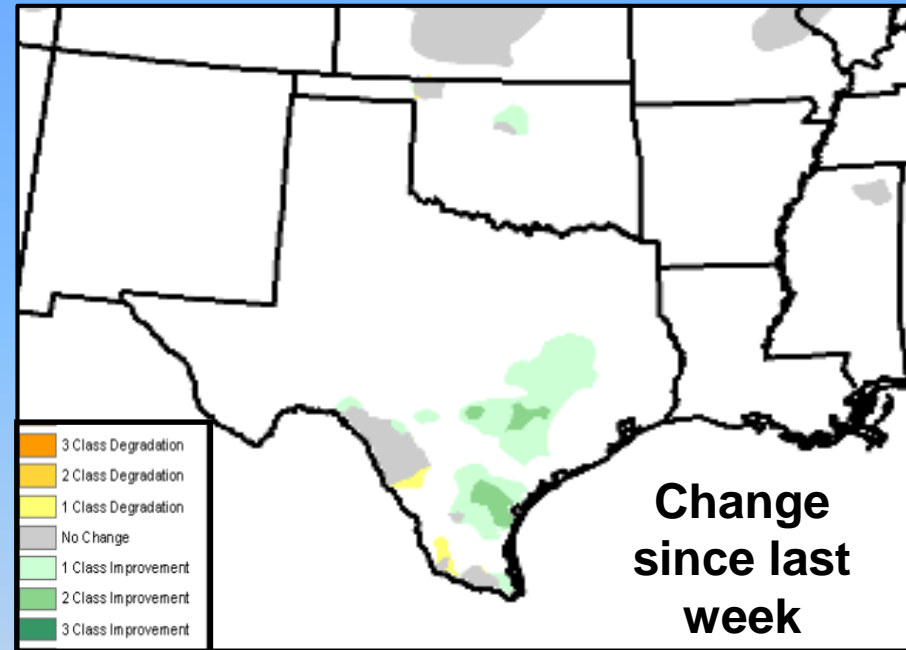 3 Class Degradation
2 Class Degradation
1 Class Degradation
No Change
1 Class Improvement
2 Class Improvement
3 Class Improvement
Change
since last
week